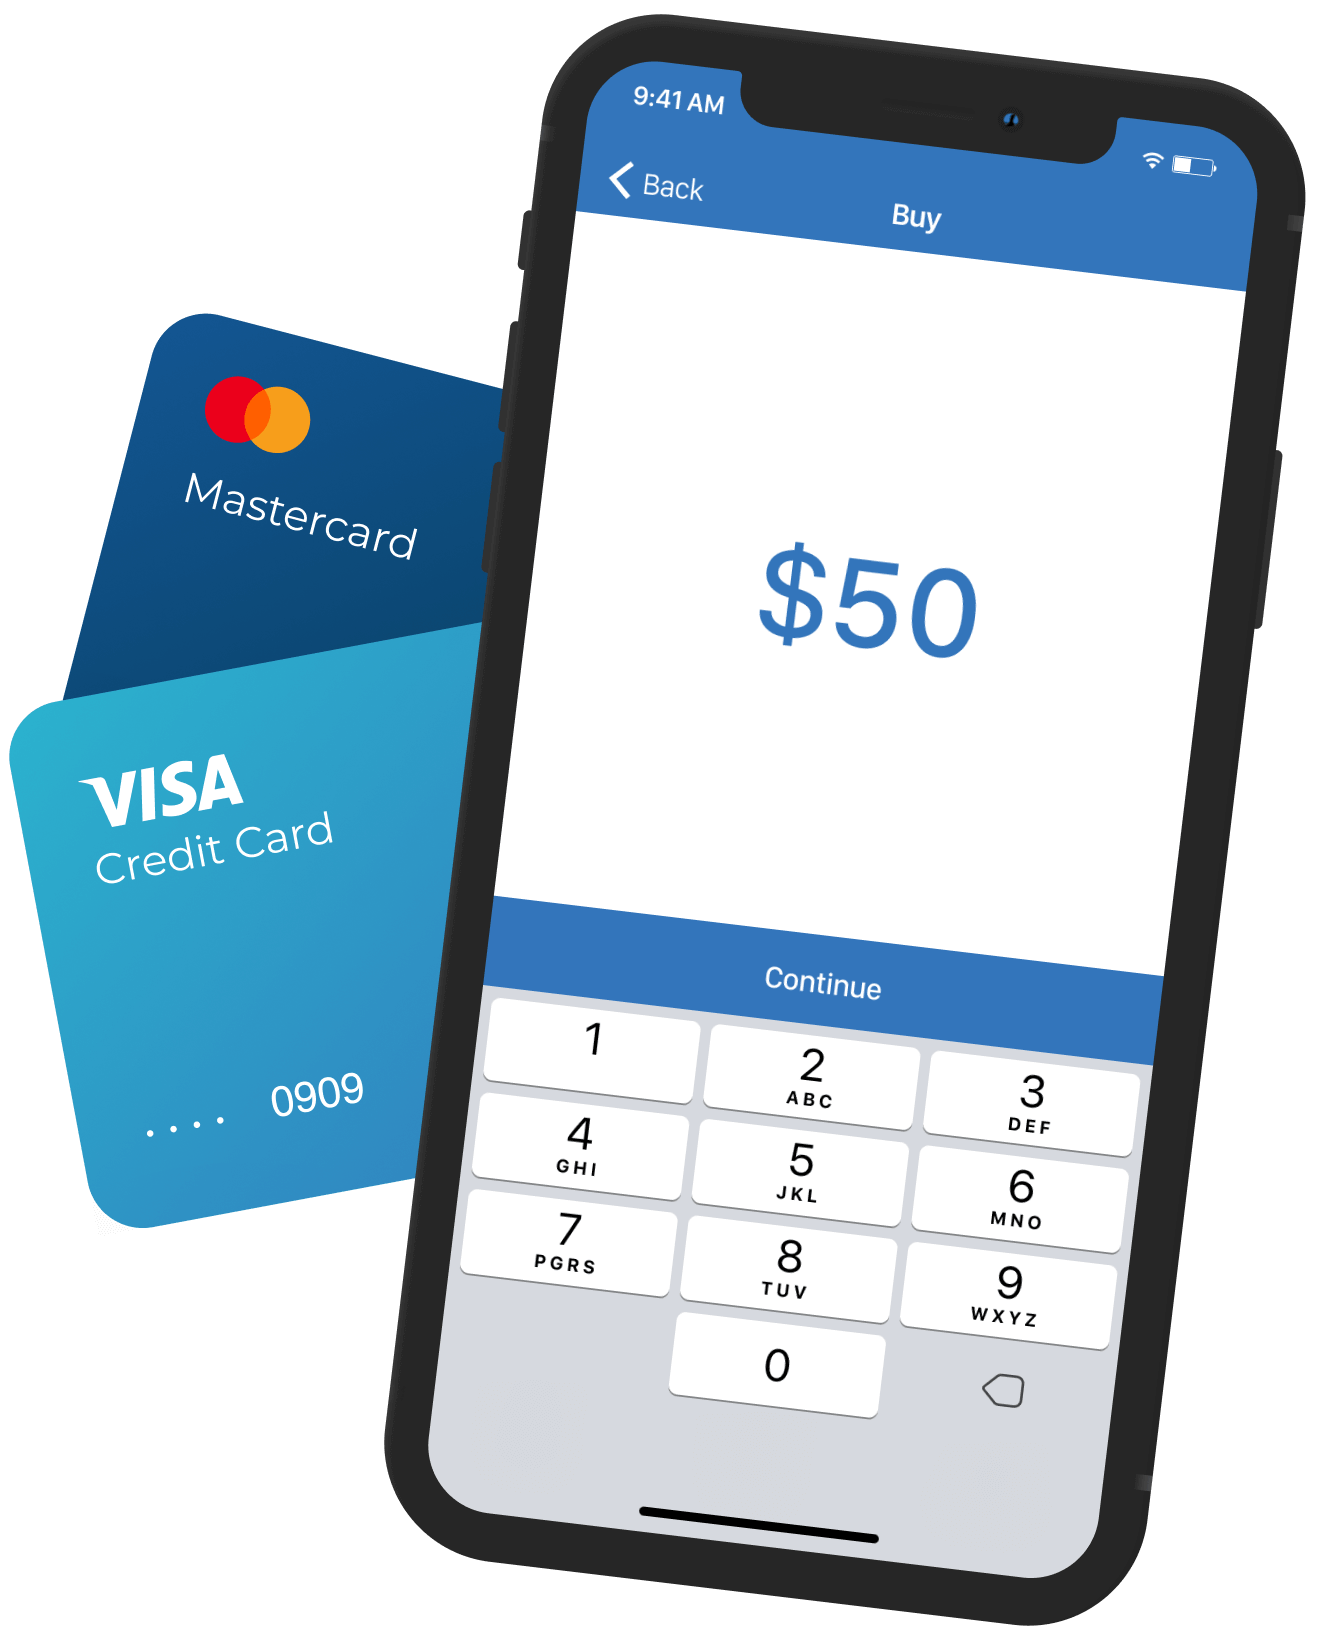 9:41 AM
Back
Buy
$50
Continue
1
2
ABC
3
DEF
4
GHI
5
JKL
6
MNO
7
PGRS
8
TUV
9
WXYZ
0
Mastercard
VISA
Credit Card
.... 0909